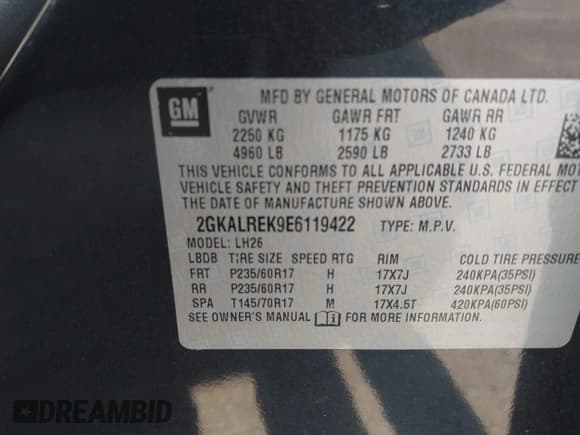 GM
MFD BY GENERAL MOTORS OF CANADA LTD.
GVWR GAWR FRT GAWR RR
2250 KG 1175 KG 1240 KG
4960 LB 2590 LB 2733 LB
THIS VEHICLE CONFORMS TO ALL APPLICABLE U.S. FEDERAL MOT
VEHICLE SAFETY AND THEFT PREVENTION STANDARDS IN EFFECT
THE DATE OF MANUFACTURE SHOWN ABOVE.
2GKALREK9E6119422 TYPE: M.P.V.
MODEL: LH26
LBDB TIRE SIZE SPEED RTG RIM COLD TIRE PRESSURE
FRT P235/60R17 H 17X7J 240KPA(35PSI)
RR P235/60R17 H 17X7J 240KPA(35PSI)
SPA T145/70R17 M 17X4.5T 420KPA(60PSI)
SEE OWNER'S MANUAL FOR MORE INFORMATION.
DREAMBID